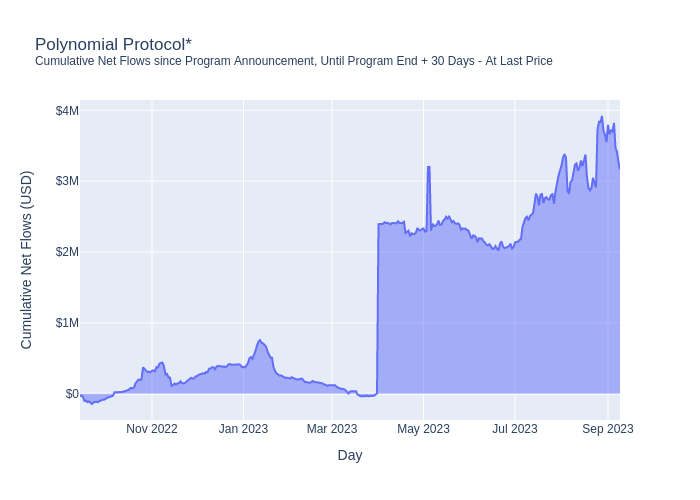 Polynomial Protocol*
Cumulative Net Flows since Program Announcement, Until Program End + 30 Days - At Last Price
Cumulative Net Flows (USD)
$4M
$3M
$2M
$1M
$0
Nov 2022
Jan 2023
Mar 2023
May 2023
Jul 2023
Sep 2023
Day